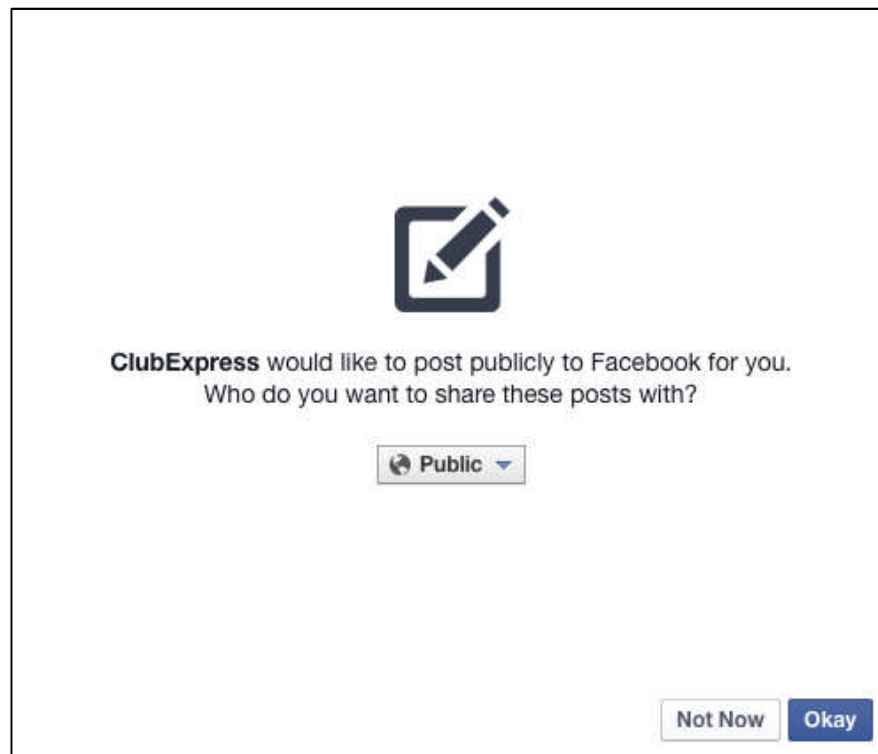 ClubExpress would like to post publicly to Facebook for you.
Who do you want to share these posts with?
Public
Not Now
Okay